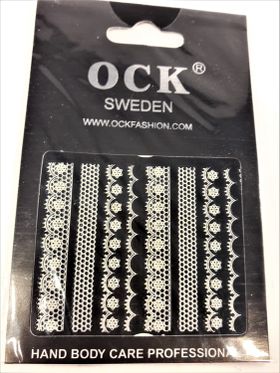 OCK®
SWEDEN
WWW.OCKFASHION.COM
HAND BODY CARE PROFESSIONAL